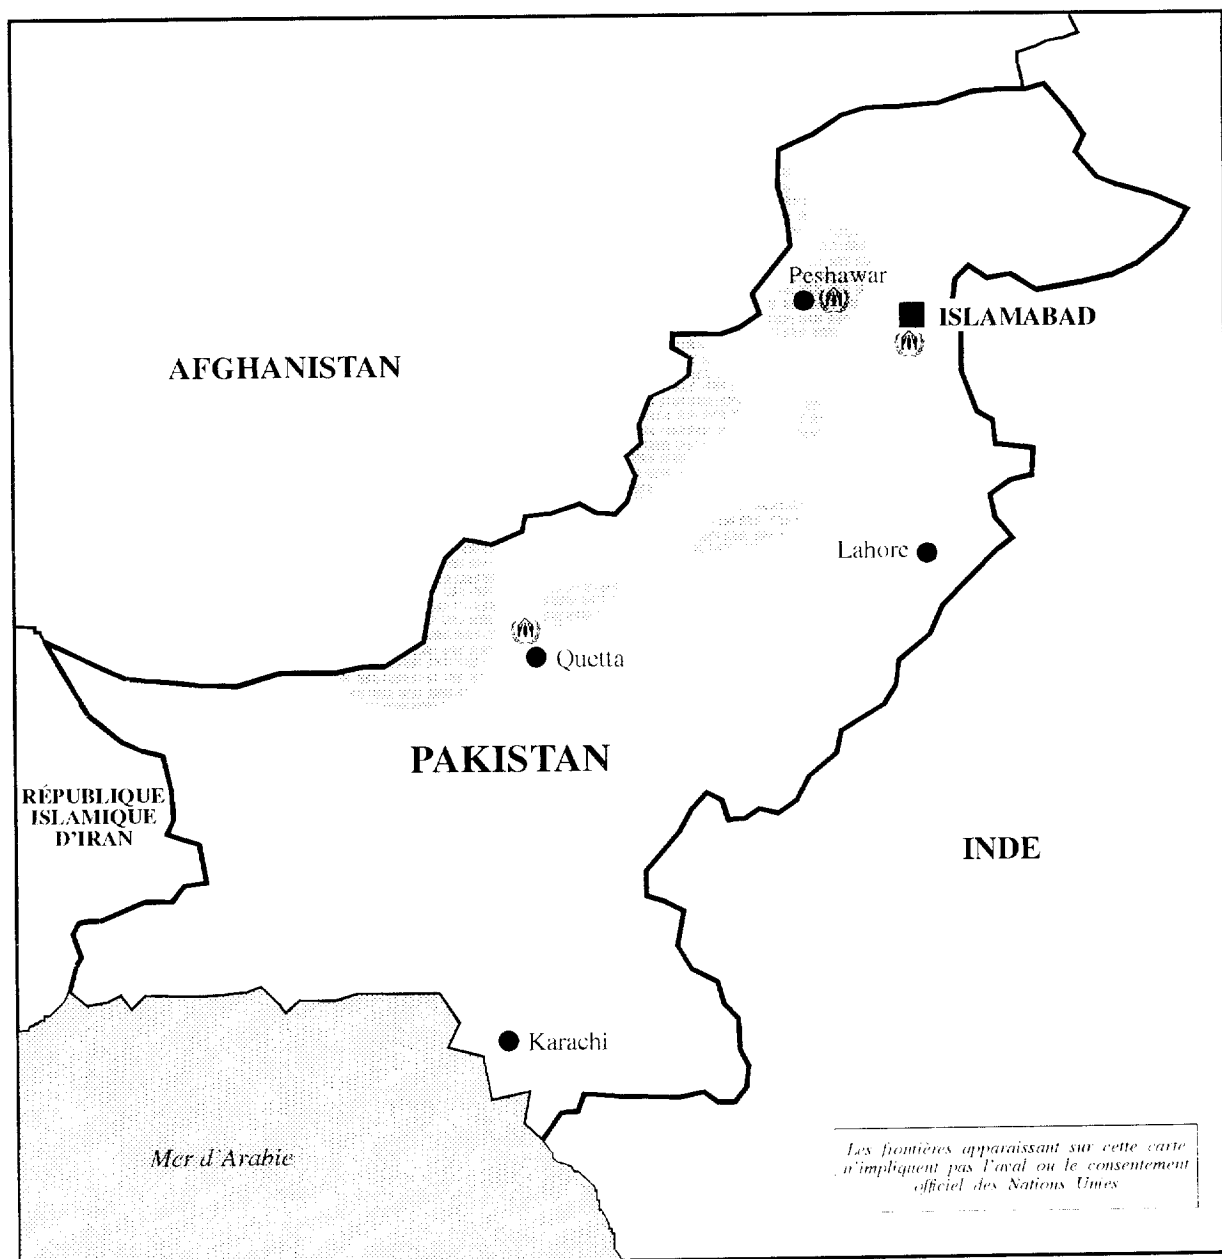 Peshawar
ISLAMABAD
AFGHANISTAN
Lahore
Quetta
PAKISTAN
RÉPUBLIQUE
ISLAMIQUE
D'IRAN
INDE
Karachi
Mer d'Arabie
Les frontières apparaissant sur cette carte
n'impliquent pas l'aval ou le consentement
officiel des Nations Unies